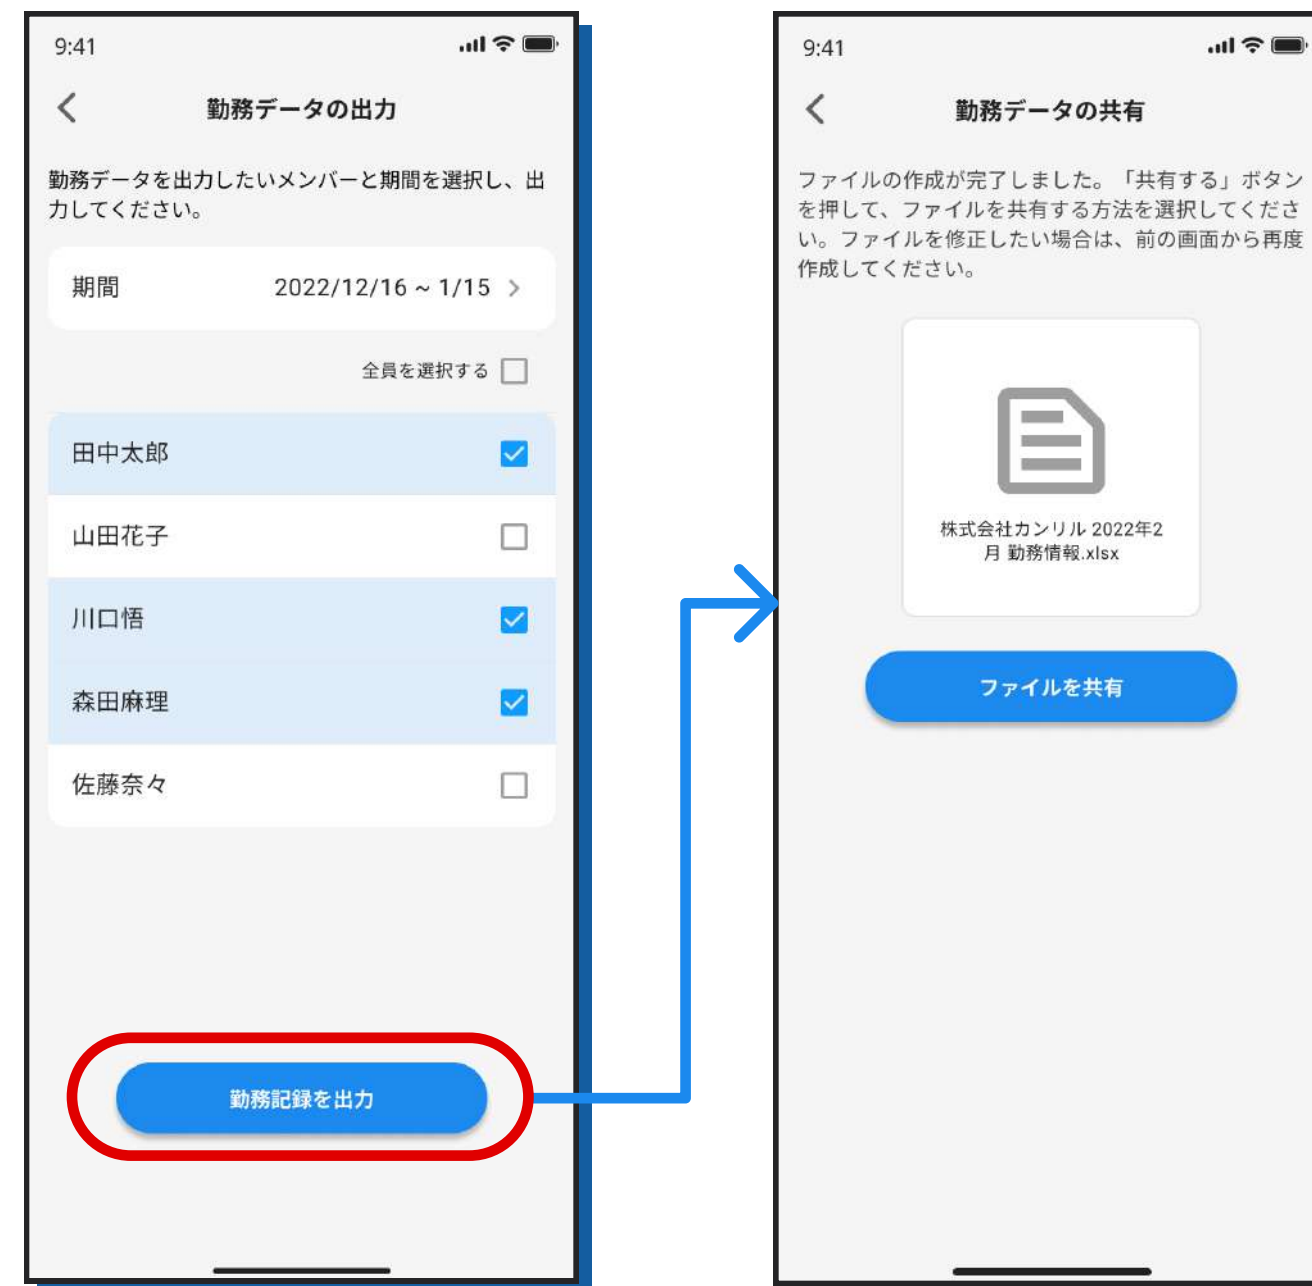 9:41
勤務データの出力
勤務データを出力したいメンバーと期間を選択し、出
力してください。
期間 2022/12/16 ~ 1/15
全員を選択する
田中太郎
山田花子
川口悟
森田麻理
佐藤奈々
勤務記録を出力
9:41
勤務データの共有
ファイルの作成が完了しました。「共有する」ボタン
を押して、ファイルを共有する方法を選択してくださ
い。ファイルを修正したい場合は、前の画面から再度
作成してください。
株式会社カンリル 2022年2
月 勤務情報.xlsx
ファイルを共有